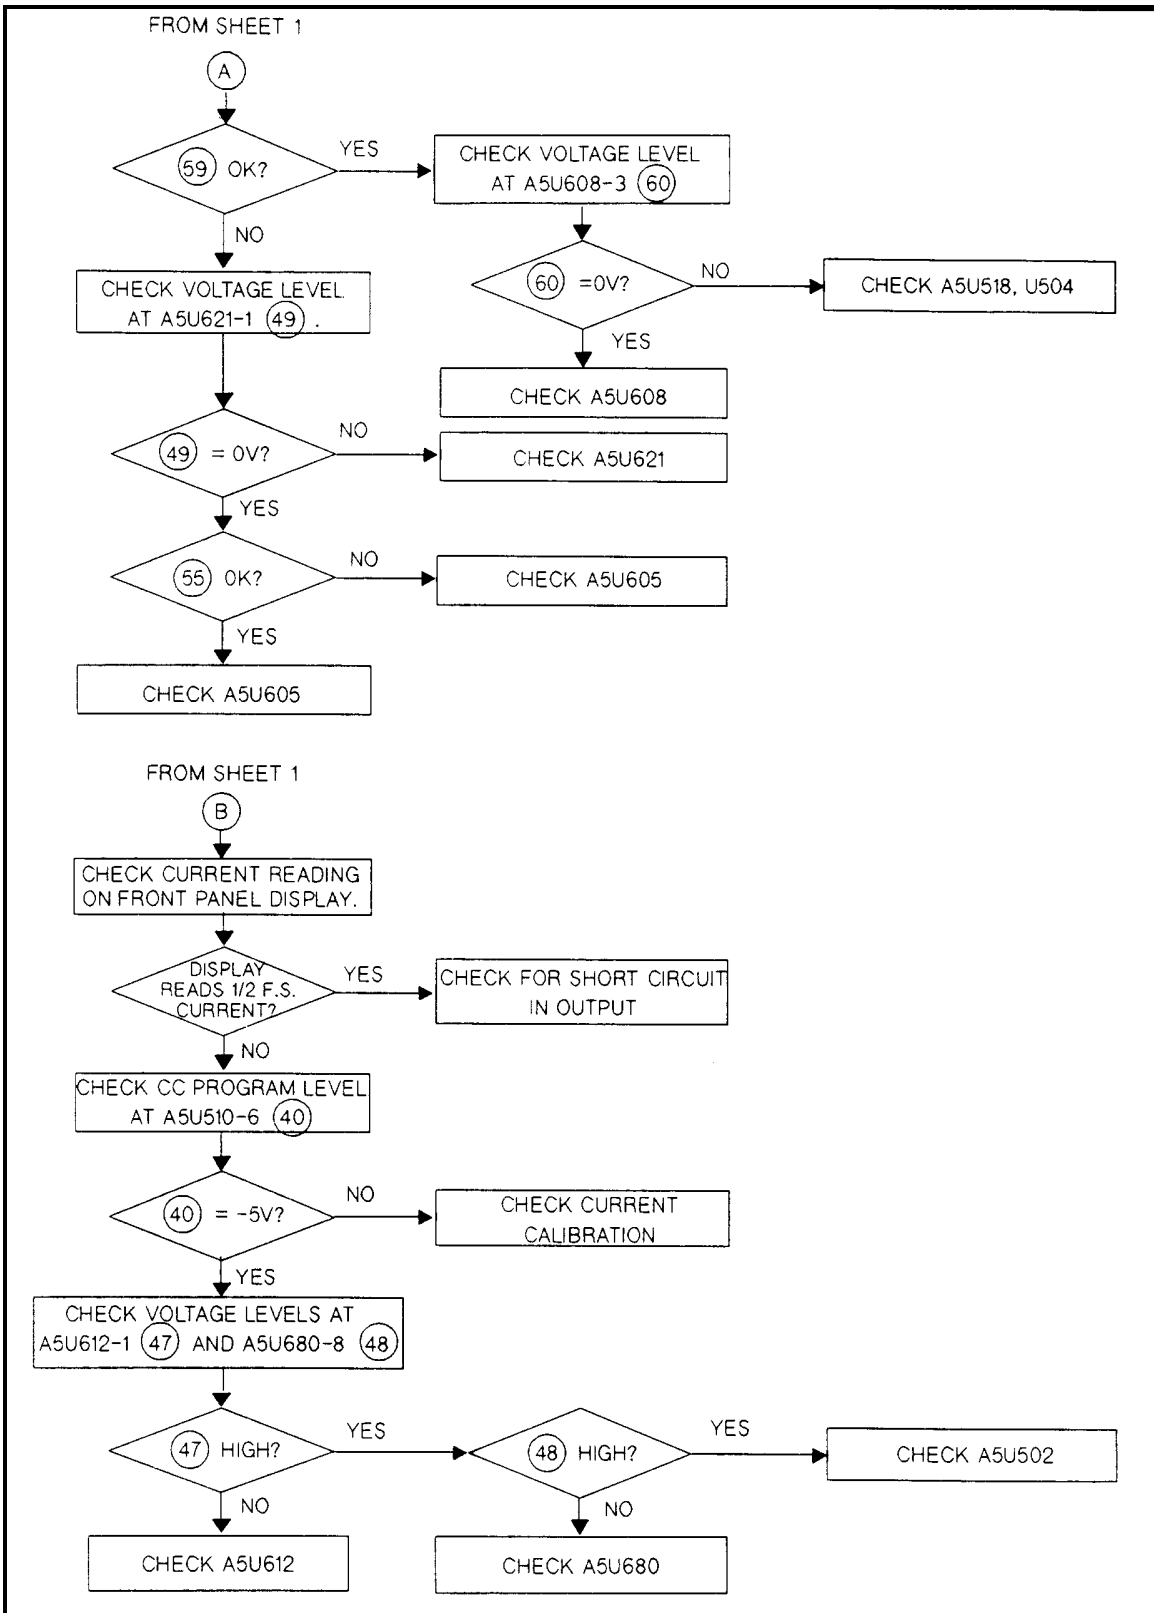 FROM SHEET 1
A
59 OK?
YES
CHECK VOLTAGE LEVEL
AT A5U608-3 60
NO
CHECK VOLTAGE LEVEL
AT A5U621-1 49 .
60 =0V?
NO
CHECK A5U518, U504
YES
CHECK A5U608
49 = 0V?
NO
CHECK A5U621
YES
55 OK?
NO
CHECK A5U605
YES
CHECK A5U605
FROM SHEET 1
B
CHECK CURRENT READING
ON FRONT PANEL DISPLAY.
DISPLAY
READS 1/2 F.S.
CURRENT?
YES
CHECK FOR SHORT CIRCUIT
IN OUTPUT
NO
CHECK CC PROGRAM LEVEL
AT A5U510-6 40
40 = -5V?
NO
CHECK CURRENT
CALIBRATION
YES
CHECK VOLTAGE LEVELS AT
A5U612-1 47 AND A5U680-8 48
47 HIGH?
YES
48 HIGH?
YES
CHECK A5U502
NO
CHECK A5U612
NO
CHECK A5U680